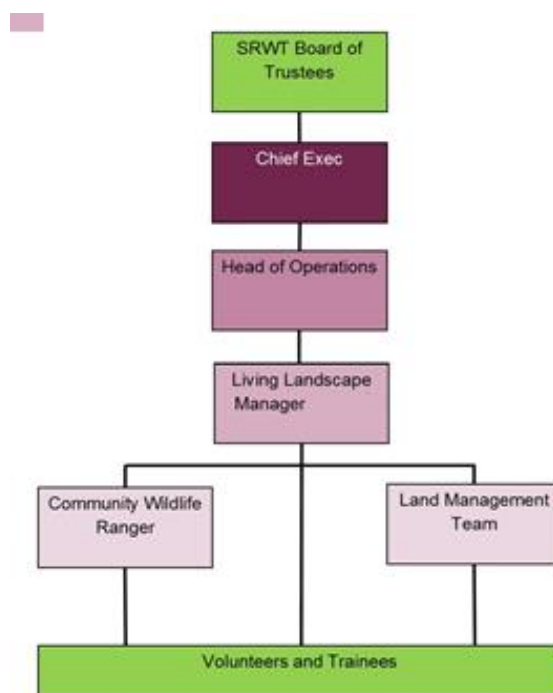 SRWT Board of
Trustees
Chief Exec
Head of Operations
Living Landscape
Manager
Community Wildlife
Ranger
Land Management
Team
Volunteers and Trainees